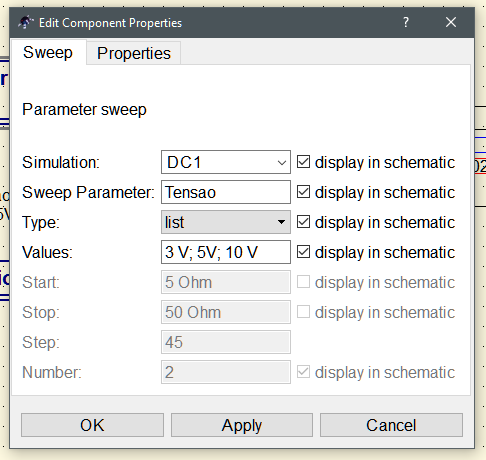 Edit Component Properties ?
Sweep Properties
Parameter sweep
Simulation: DC1 display in schematic
Sweep Parameter: Tensao display in schematic
Type: list display in schematic
Values: 3 V; 5V; 10 V display in schematic
Start: 5 Ohm display in schematic
Stop: 50 Ohm display in schematic
Step: 45
Number: 2 display in schematic
OK Apply Cancel